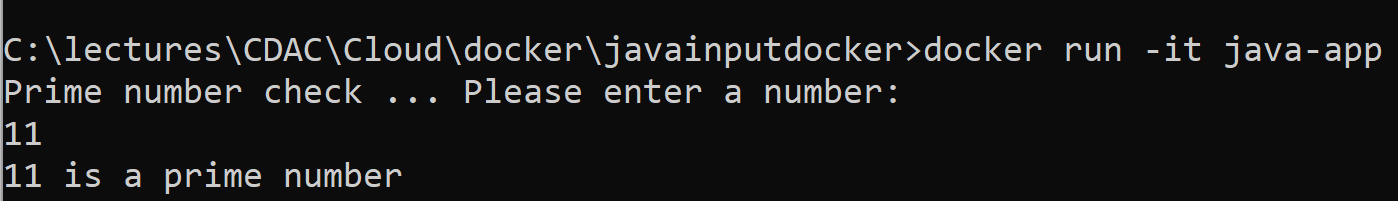 C:\lectures\CDAC\Cloud\docker\javainputdocker>docker run -it java-app
Prime number check ... Please enter a number:
11
11 is a prime number